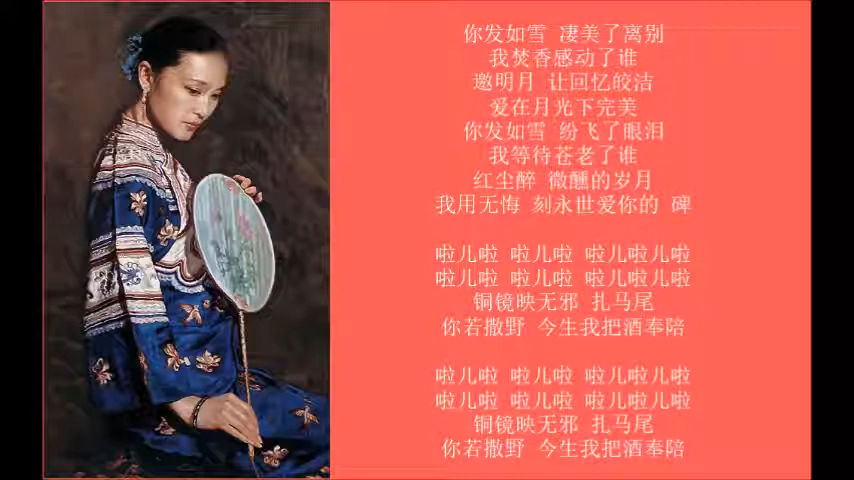 你发如雪 凄美了离别
我焚香感动了谁
邀明月 让回忆皎洁
爱在月光下完美
你发如雪 纷飞了眼泪
我等待苍老了谁
红尘醉 微醺的岁月
我用无悔 刻永世爱你的 碑
啦儿啦 啦儿啦 啦儿啦儿啦
啦儿啦 啦儿啦 啦儿啦儿啦
铜镜映无邪 扎马尾
你若撒野 今生我把酒奉陪
啦儿啦 啦儿啦 啦儿啦儿啦
啦儿啦 啦儿啦 啦儿啦儿啦
铜镜映无邪 扎马尾
你若撒野 今生我把酒奉陪